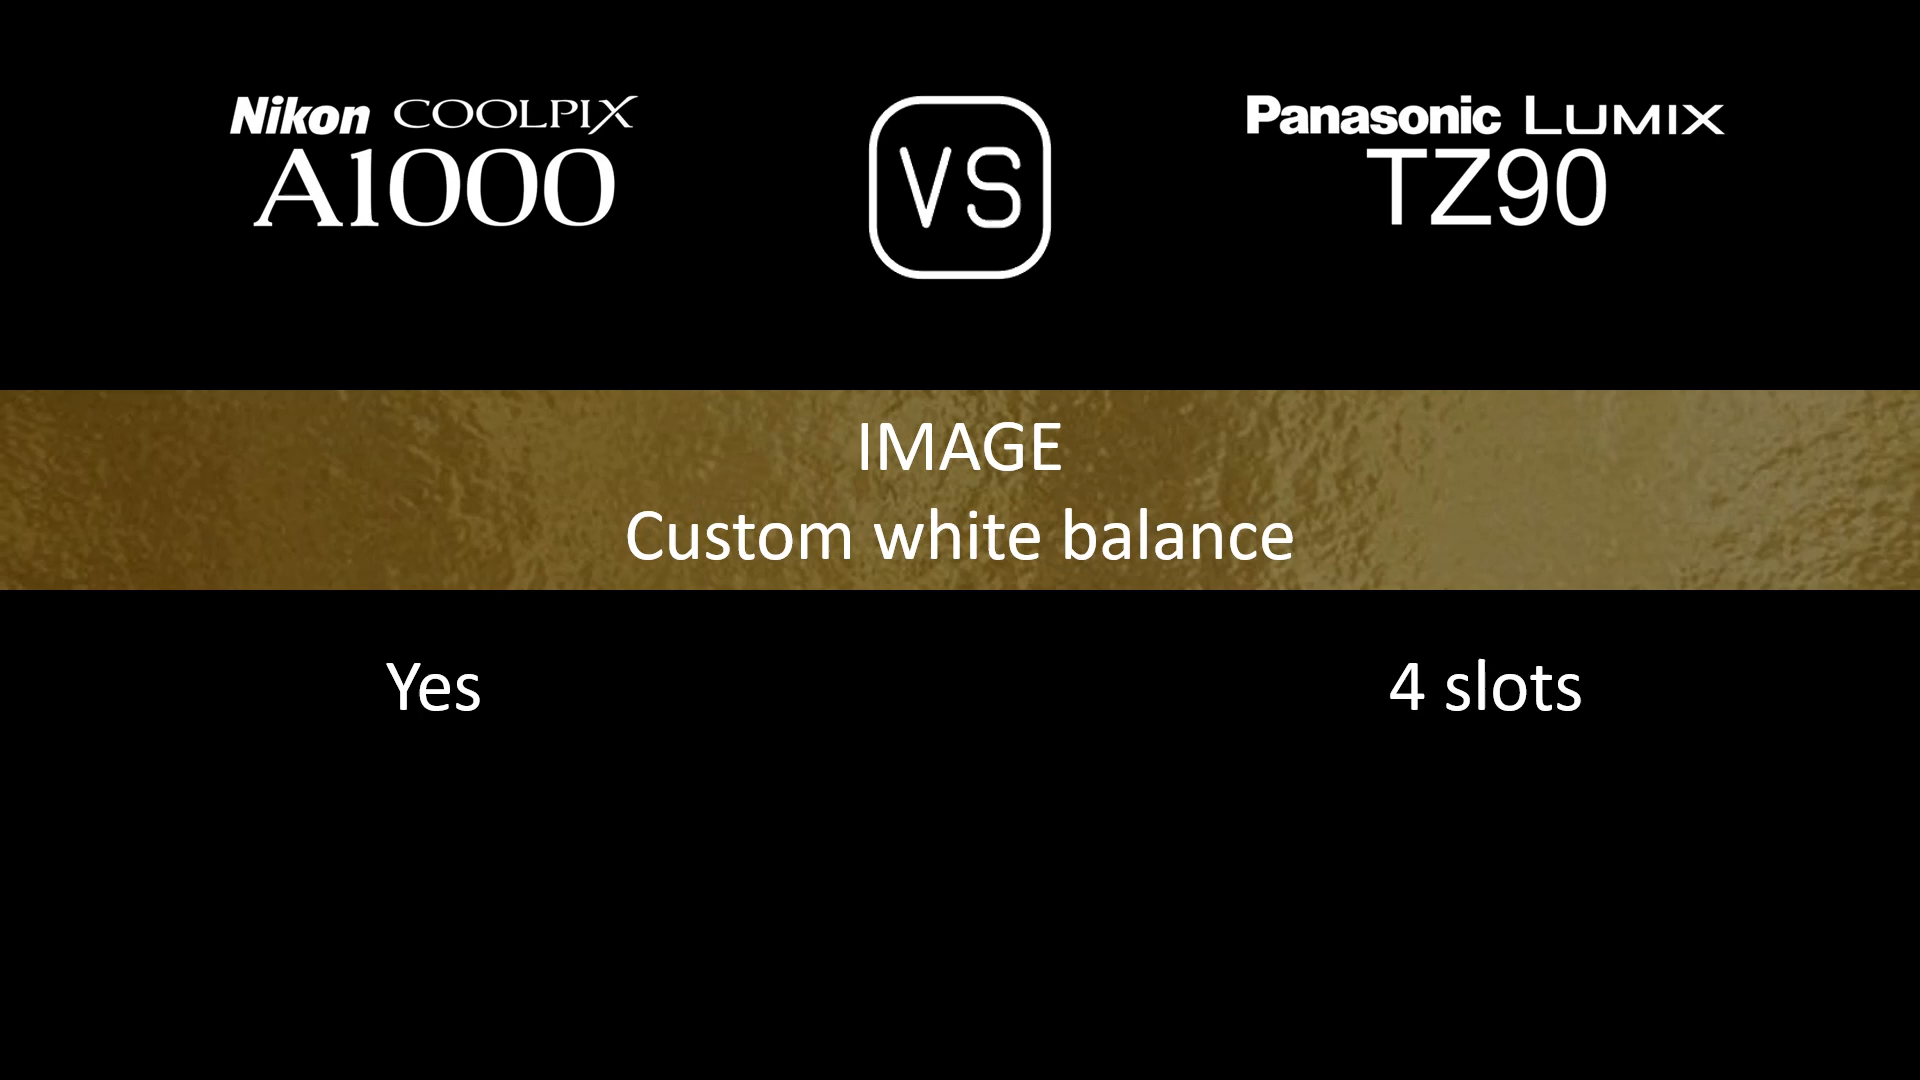 Nikon COOLPIX
A1000
VS
Panasonic LUMIX
TZ90
IMAGE
Custom white balance
Yes
4 slots